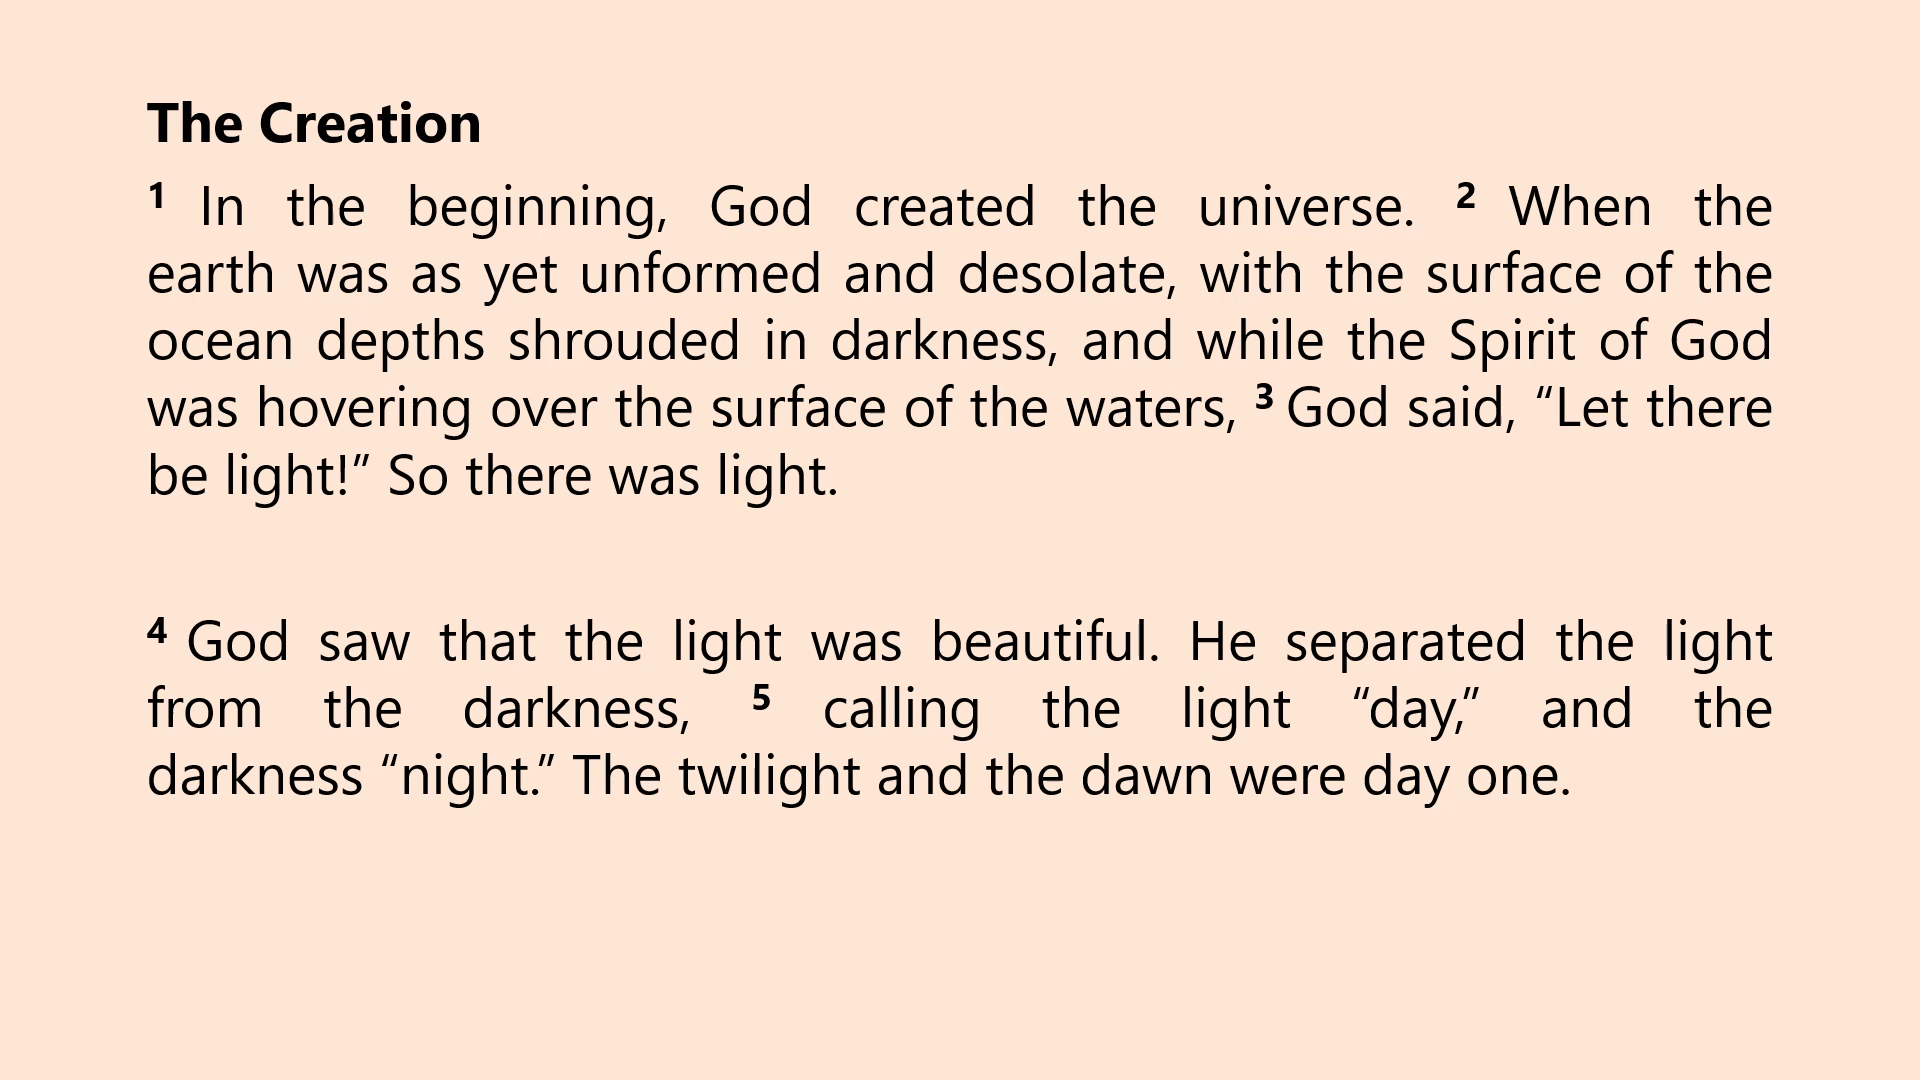 The Creation
1 In the beginning, God created the universe. 2 When the
earth was as yet unformed and desolate, with the surface of the
ocean depths shrouded in darkness, and while the Spirit of God
was hovering over the surface of the waters, 3 God said, “Let there
be light!” So there was light.
4 God saw that the light was beautiful. He separated the light
from the darkness, 5 calling the light “day,” and the
darkness “night.” The twilight and the dawn were day one.